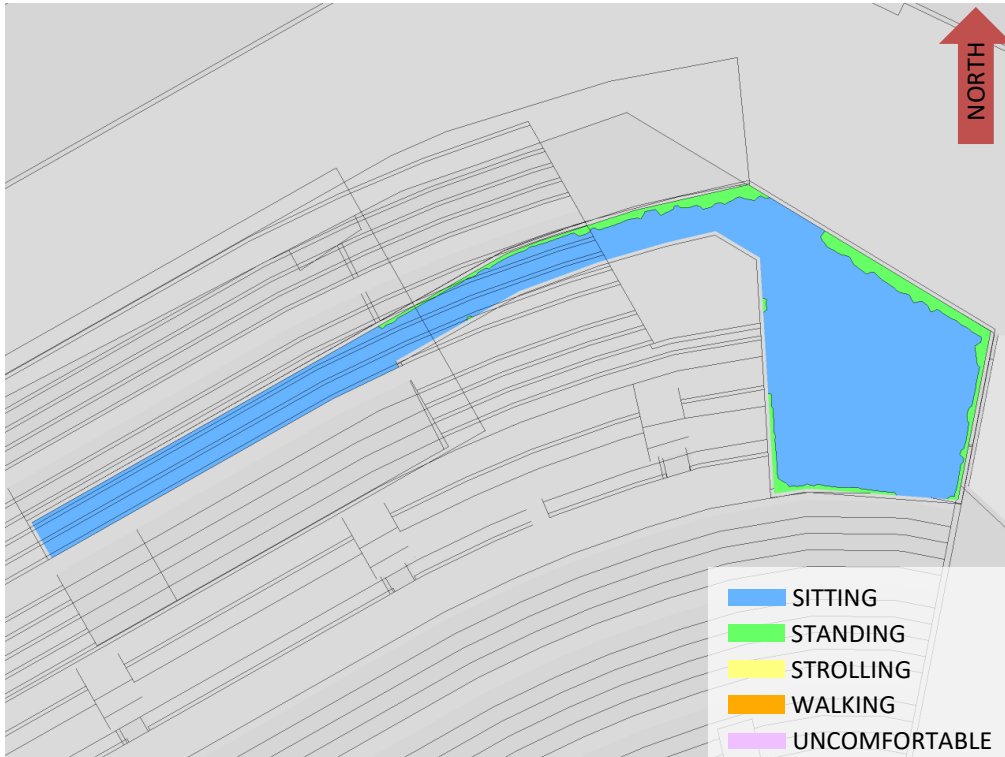 NORTH
SITTING
STANDING
STROLLING
WALKING
UNCOMFORTABLE